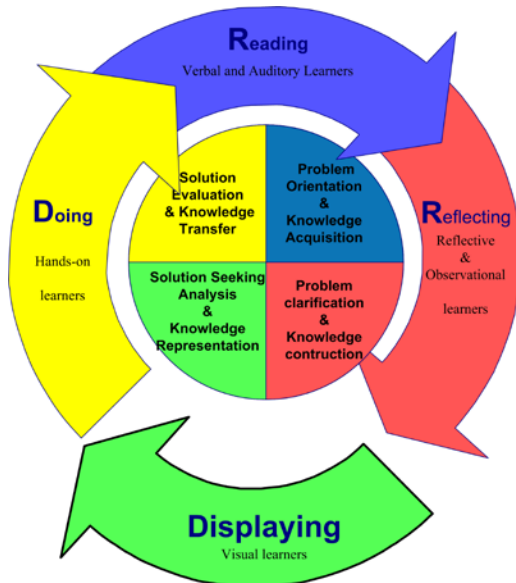 Reading
Verbal and Auditory Learners
Reflecting
Reflective
&
Observational
learners
Displaying
Visual learners
Doing
Hands-on
learners
Solution
Evaluation
& Knowledge
Transfer
Problem
Orientation
&
Knowledge
Acquisition
Solution Seeking
Analysis
&
Knowledge
Representation
Problem
clarification
&
Knowledge
contruction